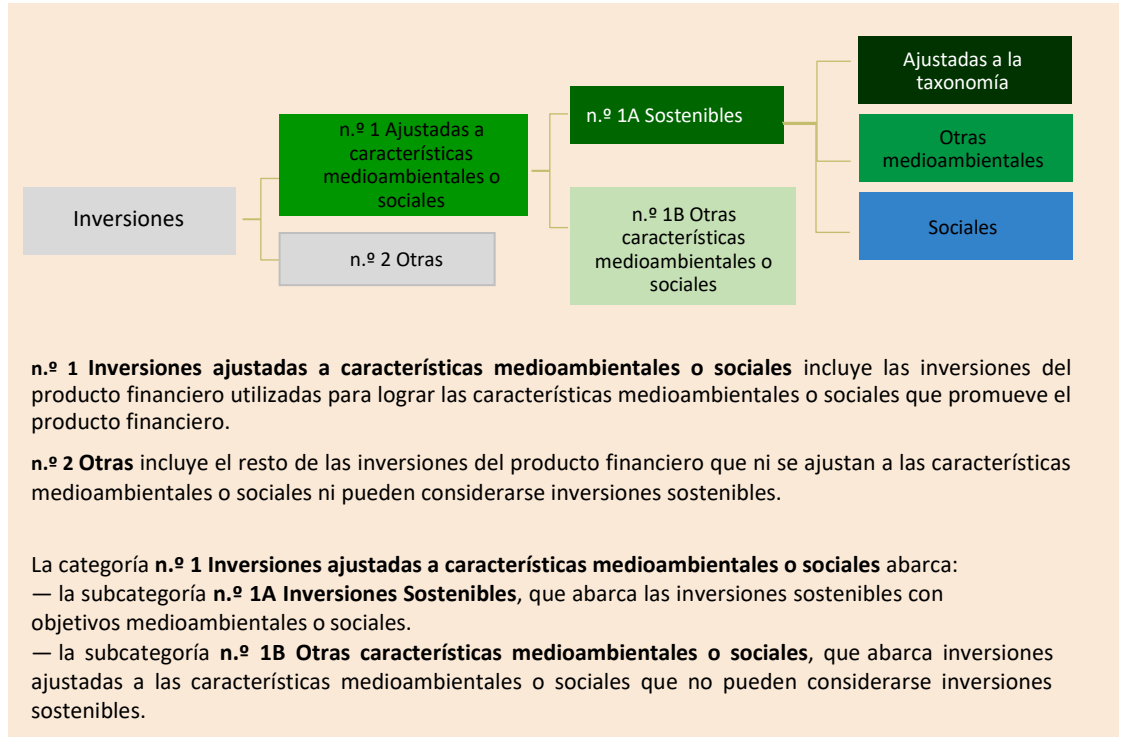 Inversiones
n.º 1 Ajustadas a
características
medioambientales o
sociales
n.º 2 Otras
n.º 1A Sostenibles
n.º 1B Otras
características
medioambientales o
sociales
Ajustadas a la
taxonomía
Otras
medioambientales
Sociales
n.º 1 Inversiones ajustadas a características medioambientales o sociales incluye las inversiones del
producto financiero utilizadas para lograr las características medioambientales o sociales que promueve el
producto financiero.
n.º 2 Otras incluye el resto de las inversiones del producto financiero que ni se ajustan a las características
medioambientales o sociales ni pueden considerarse inversiones sostenibles.
La categoría n.º 1 Inversiones ajustadas a características medioambientales o sociales abarca:
— la subcategoría n.º 1A Inversiones Sostenibles, que abarca las inversiones sostenibles con
objetivos medioambientales o sociales.
— la subcategoría n.º 1B Otras características medioambientales o sociales, que abarca inversiones
ajustadas a las características medioambientales o sociales que no pueden considerarse inversiones
sostenibles.